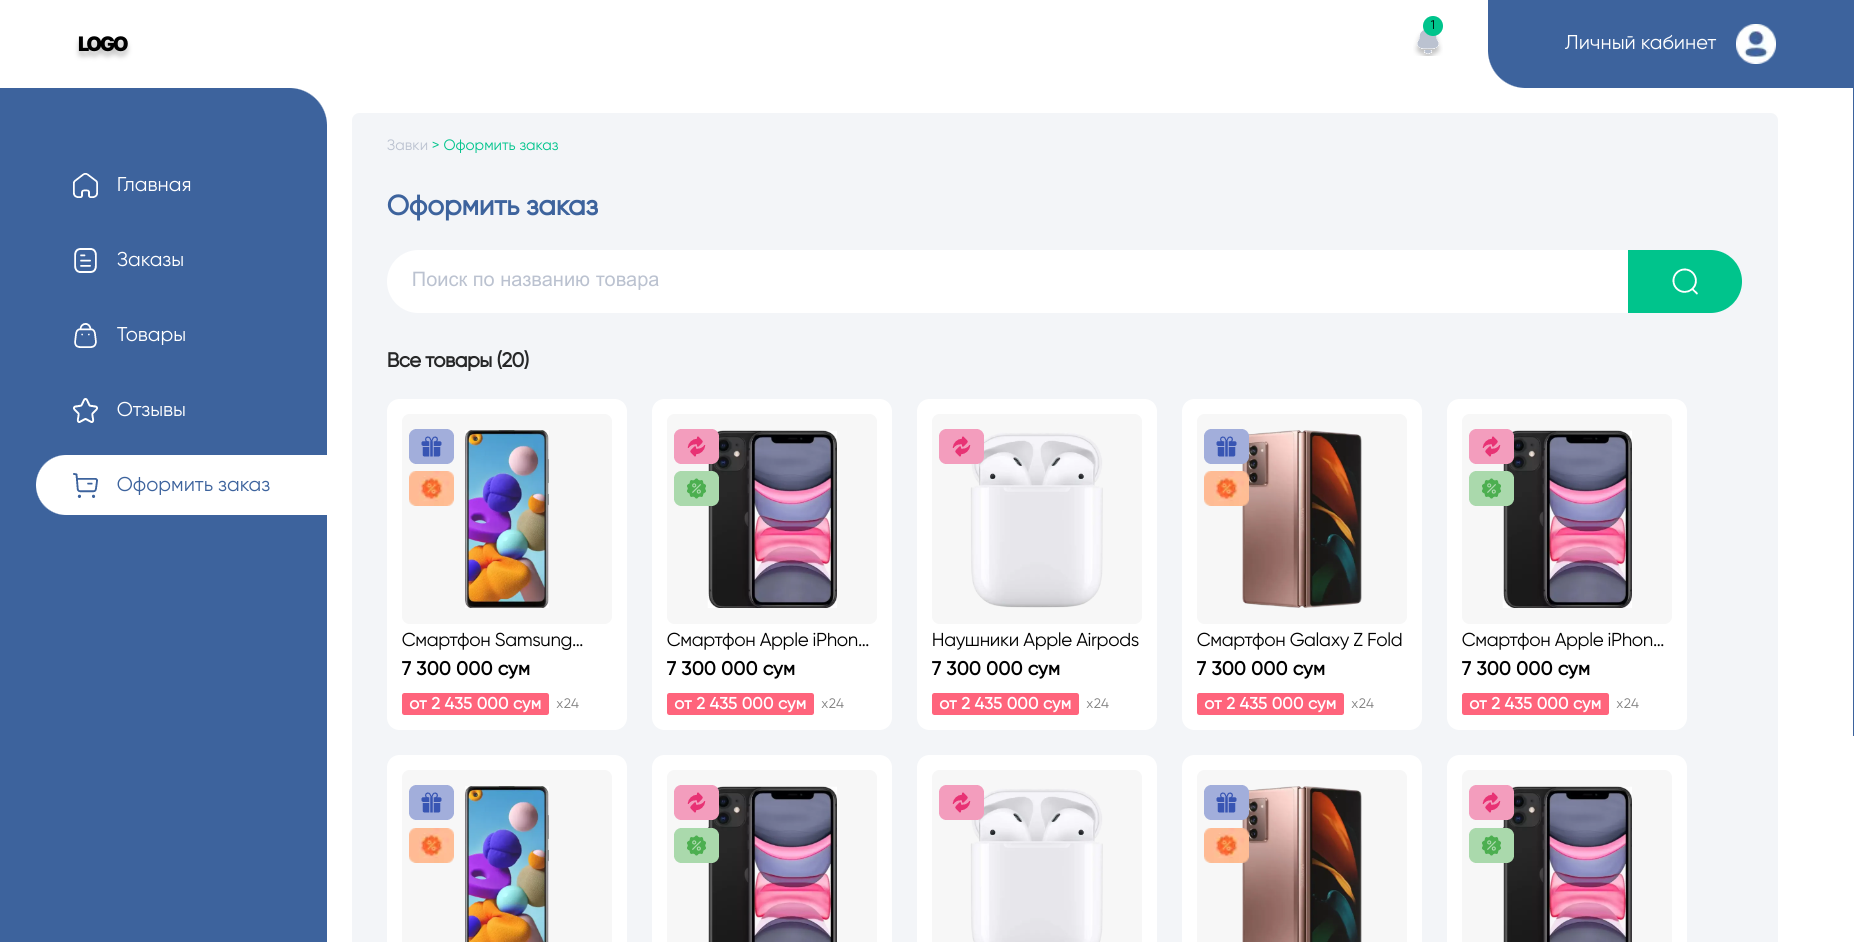 LOGO
1
Личный кабинет
Главная
Заказы
Товары
Отзывы
Оформить заказ
Завки > Оформить заказ
Оформить заказ
Поиск по названию товара
Все товары (20)
Смартфон Samsung...
7 300 000 сум
от 2 435 000 сум x24
Смартфон Apple iPhon...
7 300 000 сум
от 2 435 000 сум x24
Наушники Apple Airpods
7 300 000 сум
от 2 435 000 сум x24
Смартфон Galaxy Z Fold
7 300 000 сум
от 2 435 000 сум x24
Смартфон Apple iPhon...
7 300 000 сум
от 2 435 000 сум x24